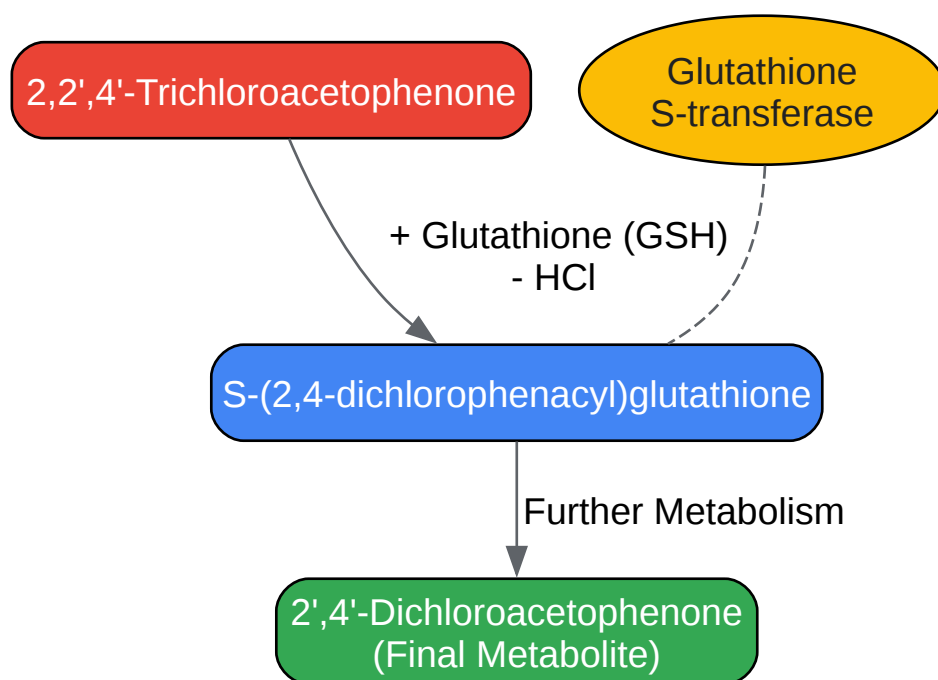 2,2',4'-Trichloroacetophenone
Glutathione
S-transferase
+ Glutathione (GSH)
- HCl
S-(2,4-dichlorophenacyl)glutathione
Further Metabolism
2',4'-Dichloroacetophenone
(Final Metabolite)